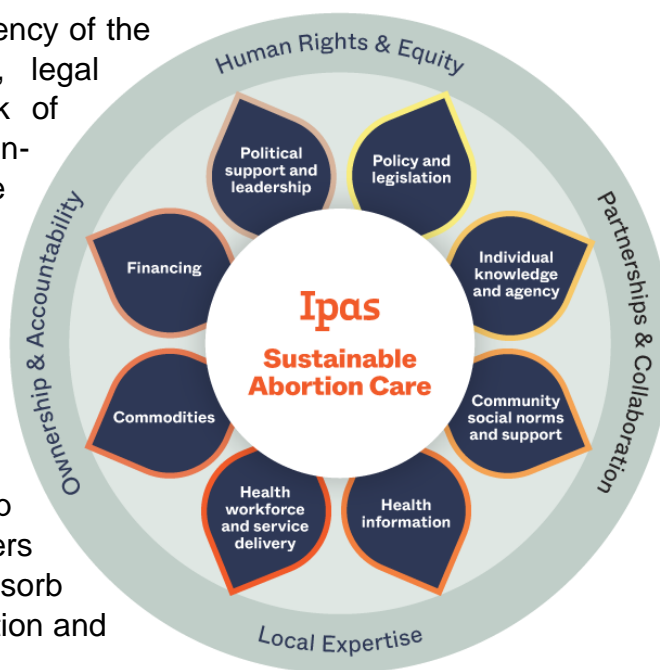 ency of the
, legal
k of
n-
e
o
ers
sorb
tion and
Human Rights & Equity
Partnerships & Collaboration
Local Expertise
Ownership & Accountability
Political
support and
leadership
Policy and
legislation
Individual
knowledge
and agency
Community
social norms
and support
Health
information
Health
workforce
and service
delivery
Commodities
Financing
Ipas
Sustainable
Abortion Care